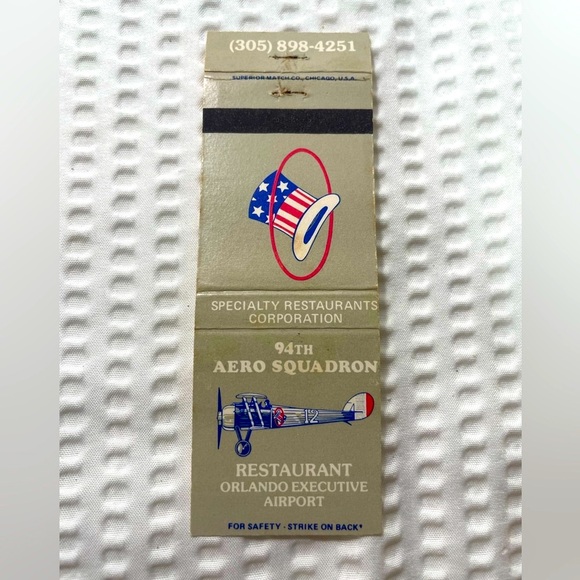 (305) 898-4251
SUPERIOR MATCH CO., CHICAGO, U.S.A.
SPECIALTY RESTAURANTS
CORPORATION
94TH
AERO SQUADRON
12
RESTAURANT
ORLANDO EXECUTIVE
AIRPORT
FOR SAFETY - STRIKE ON BACK